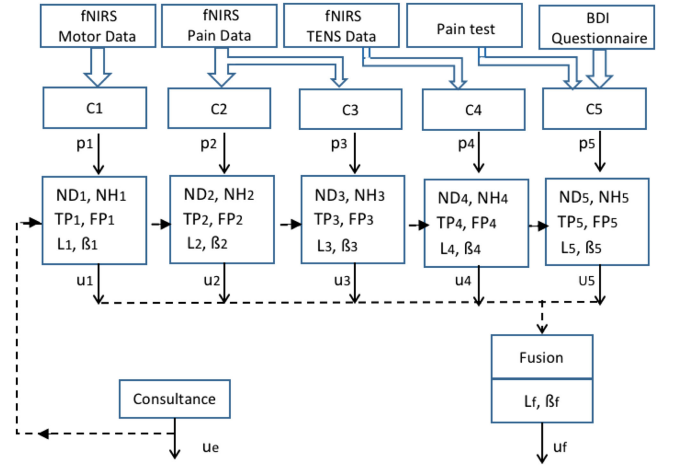 fNIRS
Motor Data
fNIRS
Pain Data
fNIRS
TENS Data
Pain test
BDI
Questionnaire
C1
C2
C3
C4
C5
p1
p2
p3
p4
p5
ND1, NH1
TP1, FP1
L1, ß1
ND2, NH2
TP2, FP2
L2, ß2
ND3, NH3
TP3, FP3
L3, ß3
ND4, NH4
TP4, FP4
L4, ß4
ND5, NH5
TP5, FP5
L5, ß5
u1
u2
u3
u4
u5
Fusion
Lf, ßf
Consultance
ue
uf